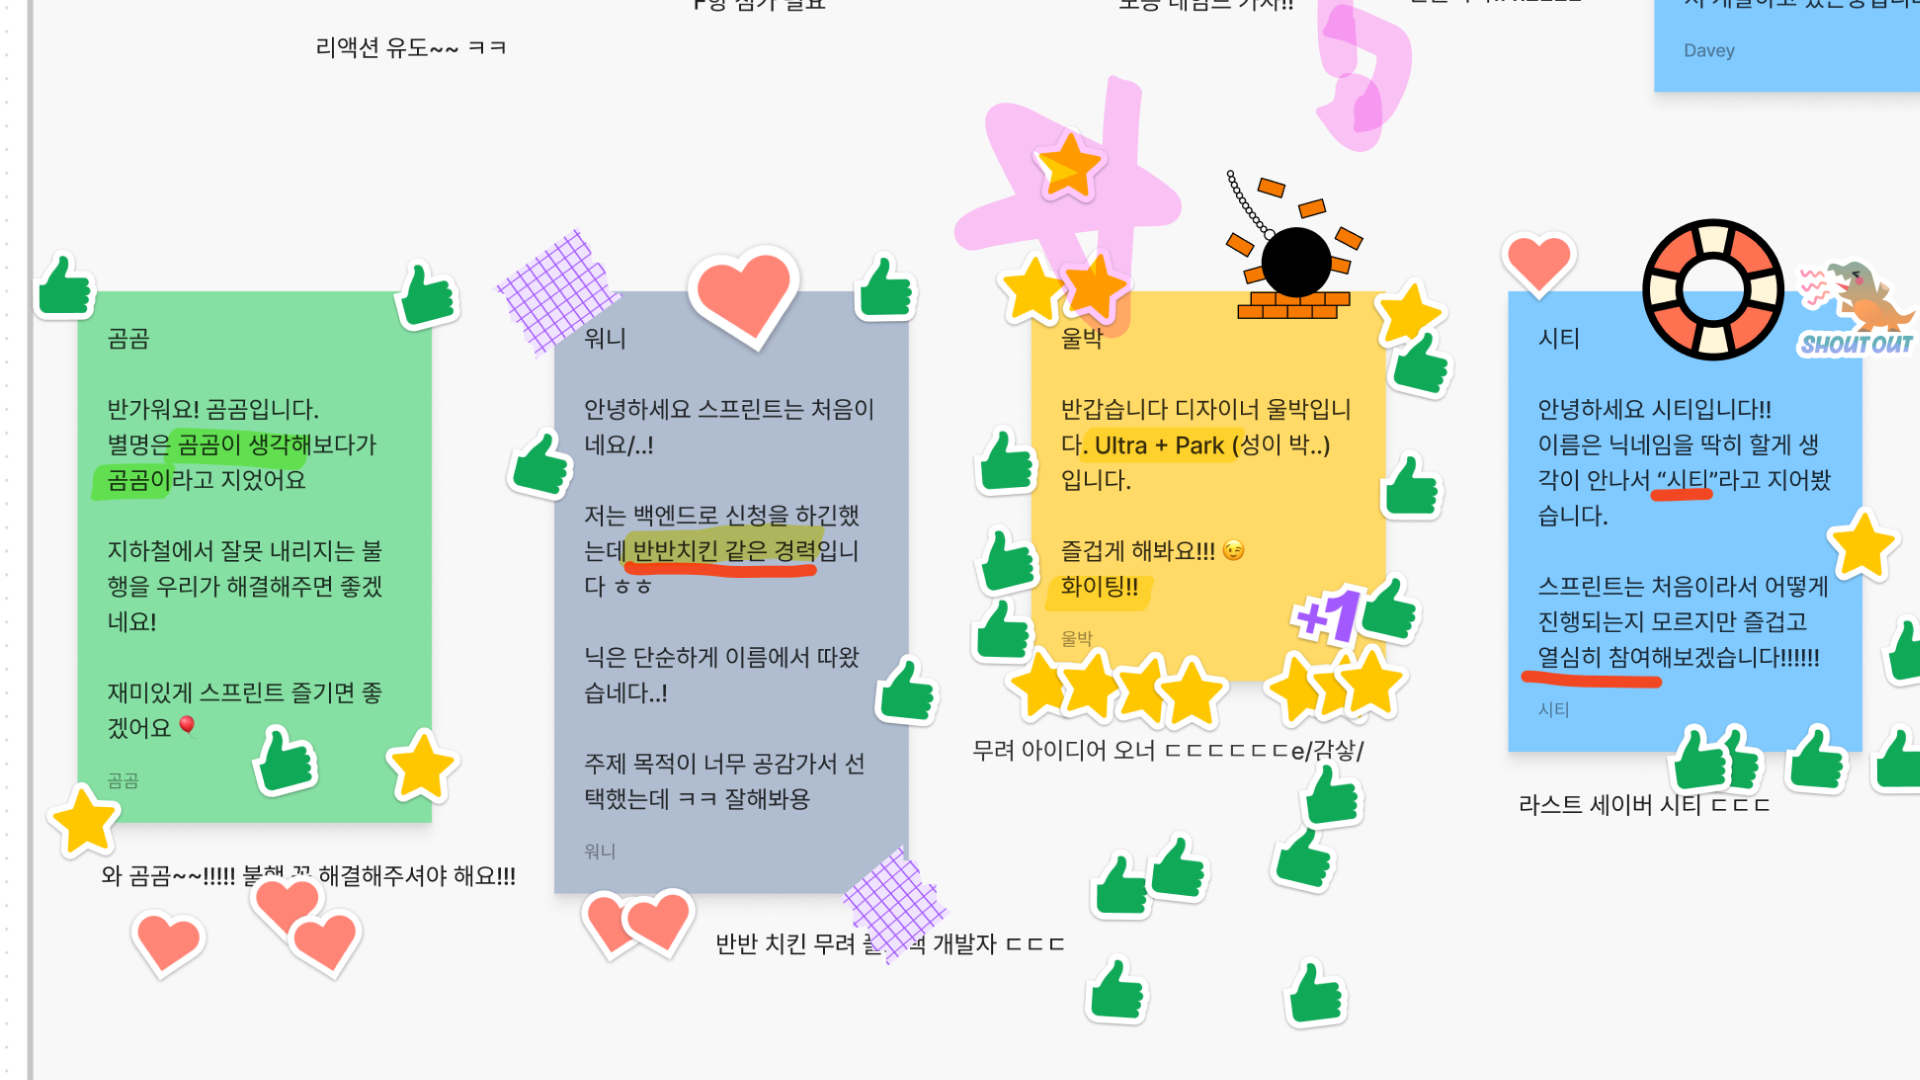 리액션 유도~~ ㅋㅋ
Davey
곰곰
반가워요! 곰곰입니다.
별명은 곰곰이 생각해보다가
곰곰이라고 지었어요
지하철에서 잘못 내리지는 불
행을 우리가 해결해주면 좋겠
네요!
재미있게 스프린트 즐기면 좋
겠어요🎈
곰곰
와 곰곰~~!!!!! 불행 해결해주셔야 해요!!!
워니
안녕하세요 스프린트는 처음이
네요/..!
저는 백엔드로 신청을 하긴했
는데 반반치킨 같은 경력입니
다 ㅎㅎ
닉은 단순하게 이름에서 따왔
습네다..!
주제 목적이 너무 공감가서 선
택했는데 ㅋㅋ 잘해봐용
워니
반반 치킨 무려 개발자 ㄷㄷㄷ
울박
반갑습니다 디자이너 울박입니
다. Ultra + Park (성이 박..)
입니다.
즐겁게 해봐요!!! 😉
화이팅!!
+1
울박
무려 아이디어 오너 ㄷㄷㄷㄷㄷㄷe/감샇/
SHOUT OUT
시티
안녕하세요 시티입니다!!
이름은 닉네임을 딱히 할게 생
각이 안나서 “시티”라고 지어봤
습니다.
스프린트는 처음이라서 어떻게
진행되는지 모르지만 즐겁고
열심히 참여해보겠습니다!!!!!!
시티
라스트 세이버 시티 ㄷㄷㄷ